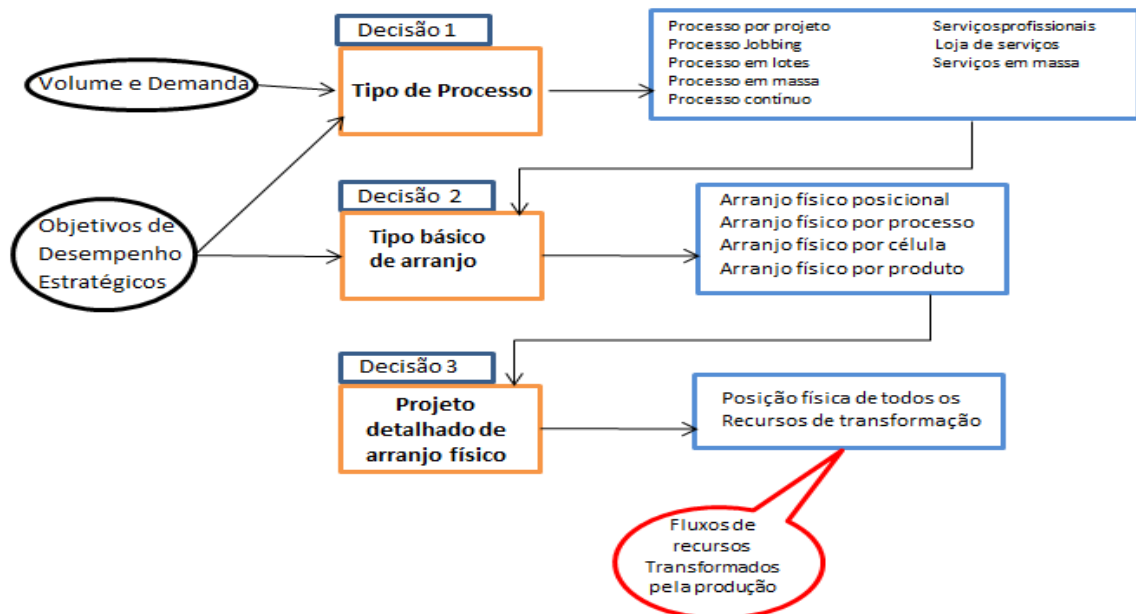 Decisão 1
Volume e Demanda
Tipo de Processo
Processo por projeto
Processo Jobbing
Processo em lotes
Processo em massa
Processo contínuo
Serviçosprofissionais
Loja de serviços
Serviços em massa
Objetivos de
Desempenho
Estratégicos
Decisão 2
Tipo básico
de arranjo
Arranjo físico posicional
Arranjo físico por processo
Arranjo físico por célula
Arranjo físico por produto
Decisão 3
Projeto
detalhado de
arranjo físico
Posição física de todos os
Recursos de transformação
Fluxos de
recursos
Transformados
pela produção